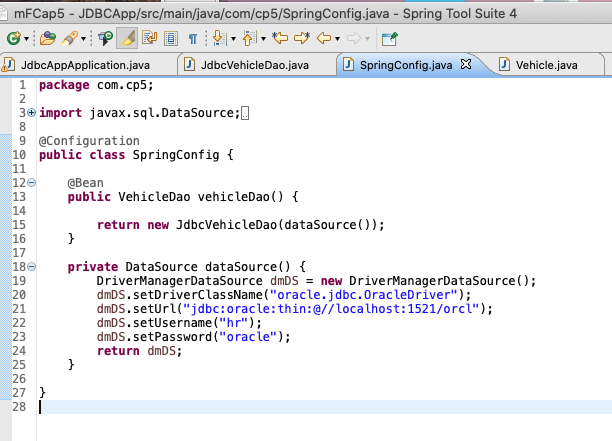 mFCap5 - JDBCApp/src/main/java/com/cp5/SpringConfig.java - Spring Tool Suite 4
JdbcAppApplication.java JdbcVehicleDao.java SpringConfig.java Vehicle.java
1 package com.cp5;
2
3 import javax.sql.DataSource;
8
9 @Configuration
10 public class SpringConfig {
11
12 @Bean
13 public VehicleDao vehicleDao() {
14
15 return new JdbcVehicleDao(dataSource());
16 }
17
18 private DataSource dataSource() {
19 DriverManagerDataSource dmDS = new DriverManagerDataSource();
20 dmDS.setDriverClassName("oracle.jdbc.OracleDriver");
21 dmDS.setUrl("jdbc:oracle:thin:@//localhost:1521/orcl");
22 dmDS.setUsername("hr");
23 dmDS.setPassword("oracle");
24 return dmDS;
25 }
26
27 }
28